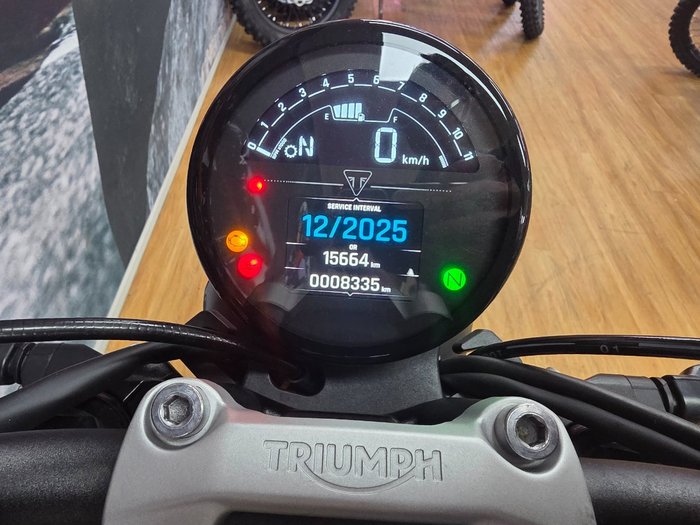 0 1 2 3 4 5 6 7 8 9 10 11
E F
N 0 km/h
SERVICE INTERVAL
12/2025
OR
15664 km
0008335 km
N
TRIUMPH